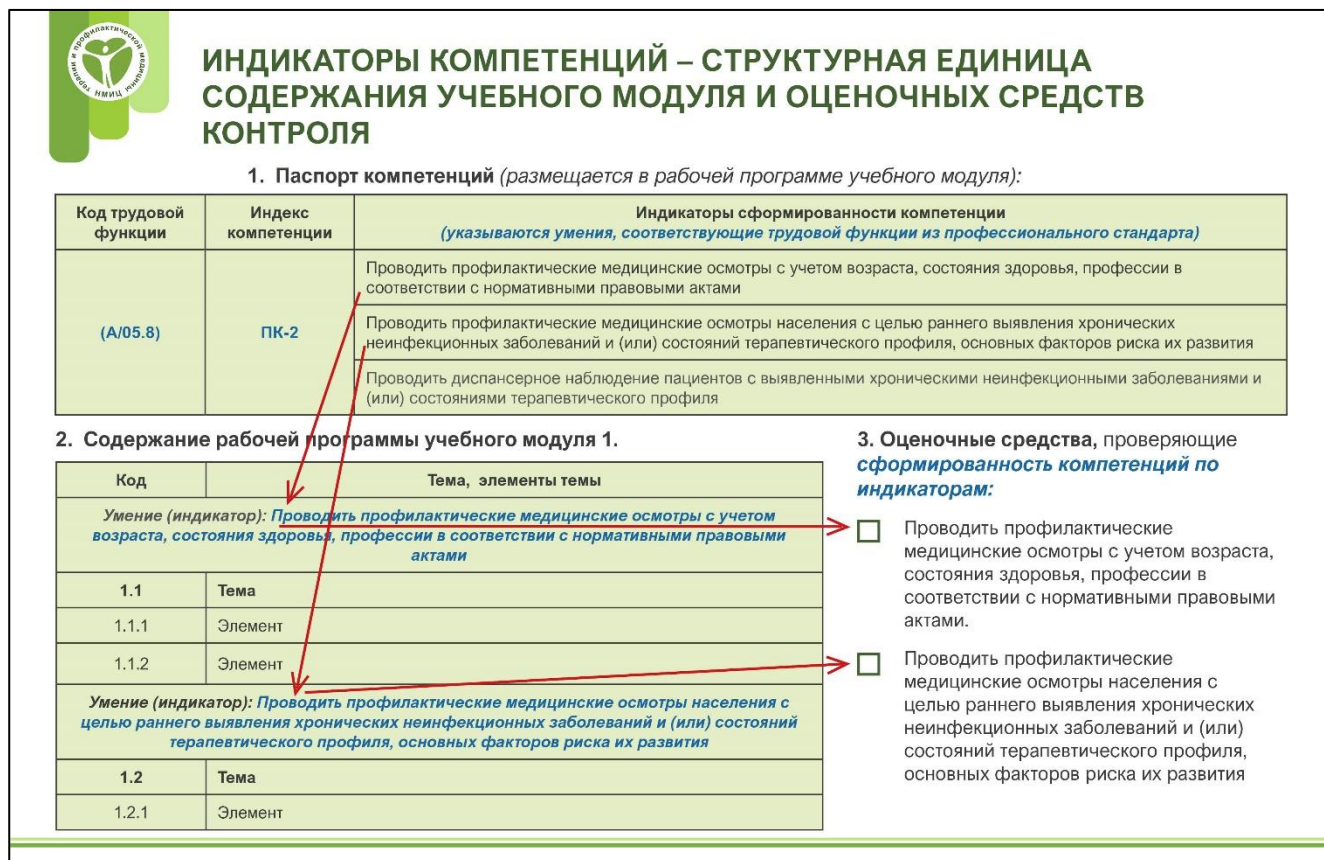 терапии и профилактической медицины
НМИЦ
ИНДИКАТОРЫ КОМПЕТЕНЦИЙ – СТРУКТУРНАЯ ЕДИНИЦА
СОДЕРЖАНИЯ УЧЕБНОГО МОДУЛЯ И ОЦЕНОЧНЫХ СРЕДСТВ
КОНТРОЛЯ
1. Паспорт компетенций (размещается в рабочей программе учебного модуля):
Код трудовой
функции
Индекс
компетенции
Индикаторы сформированности компетенции
(указываются умения, соответствующие трудовой функции из профессионального стандарта)
(А/05.8)
ПК-2
Проводить профилактические медицинские осмотры с учетом возраста, состояния здоровья, профессии в
соответствии с нормативными правовыми актами
Проводить профилактические медицинские осмотры населения с целью раннего выявления хронических
неинфекционных заболеваний и (или) состояний терапевтического профиля, основных факторов риска их развития
Проводить диспансерное наблюдение пациентов с выявленными хроническими неинфекционными заболеваниями и
(или) состояниями терапевтического профиля
2. Содержание рабочей программы учебного модуля 1.
Код
Тема, элементы темы
Умение (индикатор): Проводить профилактические медицинские осмотры с учетом
возраста, состояния здоровья, профессии в соответствии с нормативными правовыми
актами
1.1
Тема
1.1.1
Элемент
1.1.2
Элемент
Умение (индикатор): Проводить профилактические медицинские осмотры населения с
целью раннего выявления хронических неинфекционных заболеваний и (или) состояний
терапевтического профиля, основных факторов риска их развития
1.2
Тема
1.2.1
Элемент
3. Оценочные средства, проверяющие
сформированность компетенций по
индикаторам:
Проводить профилактические
медицинские осмотры с учетом возраста,
состояния здоровья, профессии в
соответствии с нормативными правовыми
актами.
Проводить профилактические
медицинские осмотры населения с
целью раннего выявления хронических
неинфекционных заболеваний и (или)
состояний терапевтического профиля,
основных факторов риска их развития